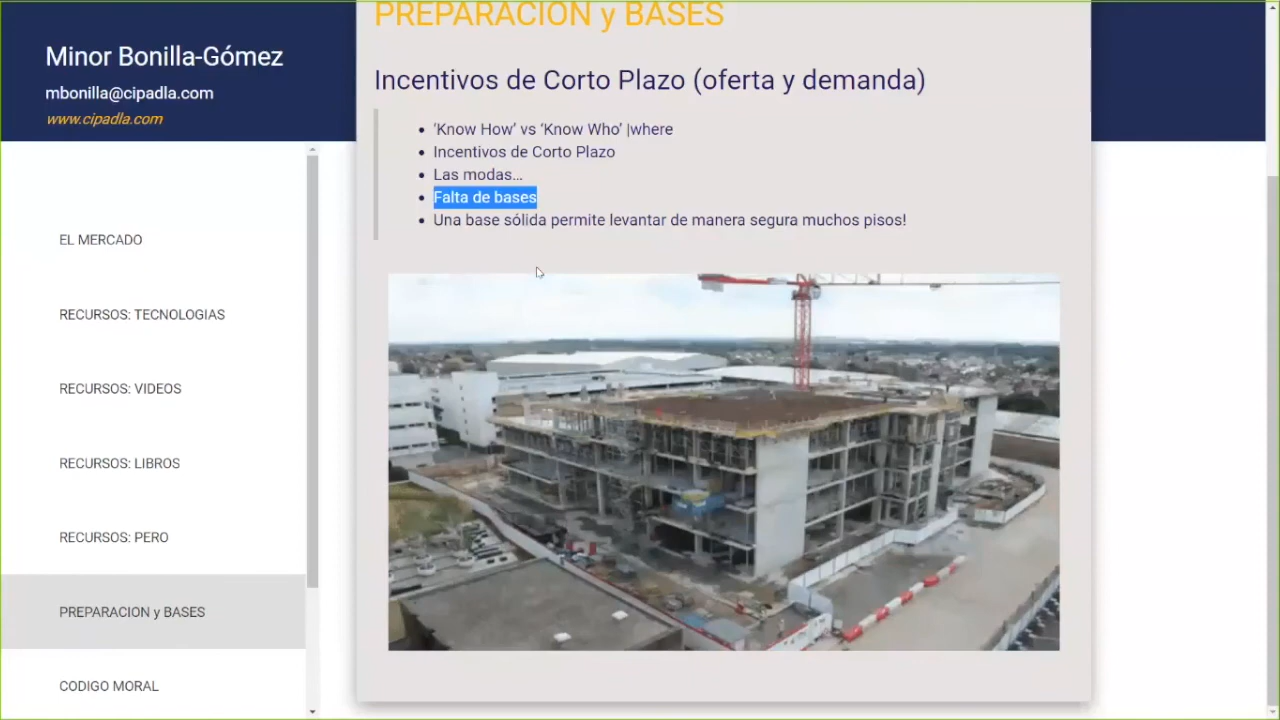 Minor Bonilla-Gómez
mbonilla@cipadla.com
www.cipadla.com
EL MERCADO
RECURSOS: TECNOLOGIAS
RECURSOS: VIDEOS
RECURSOS: LIBROS
RECURSOS: PERO
PREPARACION y BASES
CODIGO MORAL
PREPARACION y BASES
Incentivos de Corto Plazo (oferta y demanda)
• 'Know How' vs 'Know Who' |where
• Incentivos de Corto Plazo
• Las modas…
• Falta de bases
• Una base sólida permite levantar de manera segura muchos pisos!